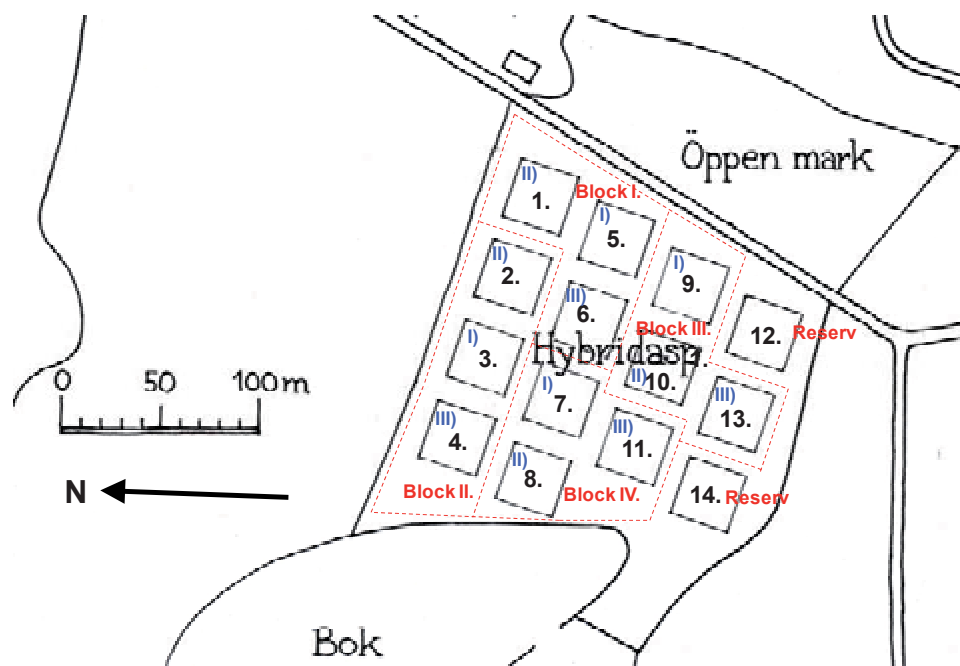 Öppen mark
II)
1.
Block I.
I)
5.
II)
2.
I)
9.
III)
6.
Block III.
12.
Reserv
Hybridasp.
I)
3.
II)
10.
I)
7.
III)
13.
0 50 100 m
III)
4.
III)
11.
II)
8.
N
Block II.
Block IV.
14.
Reserv
Bok